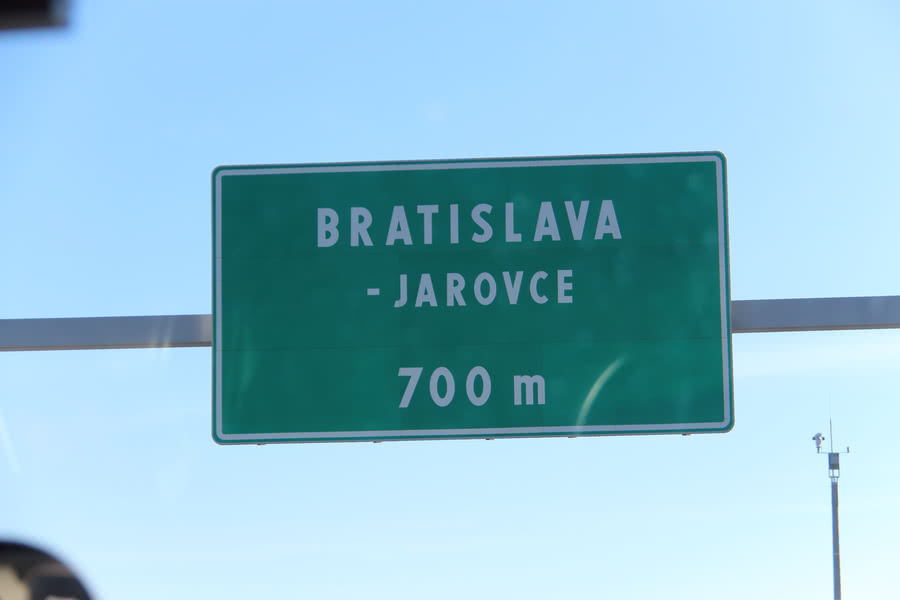 BRATISLAVA
- JAROVCE
700 m